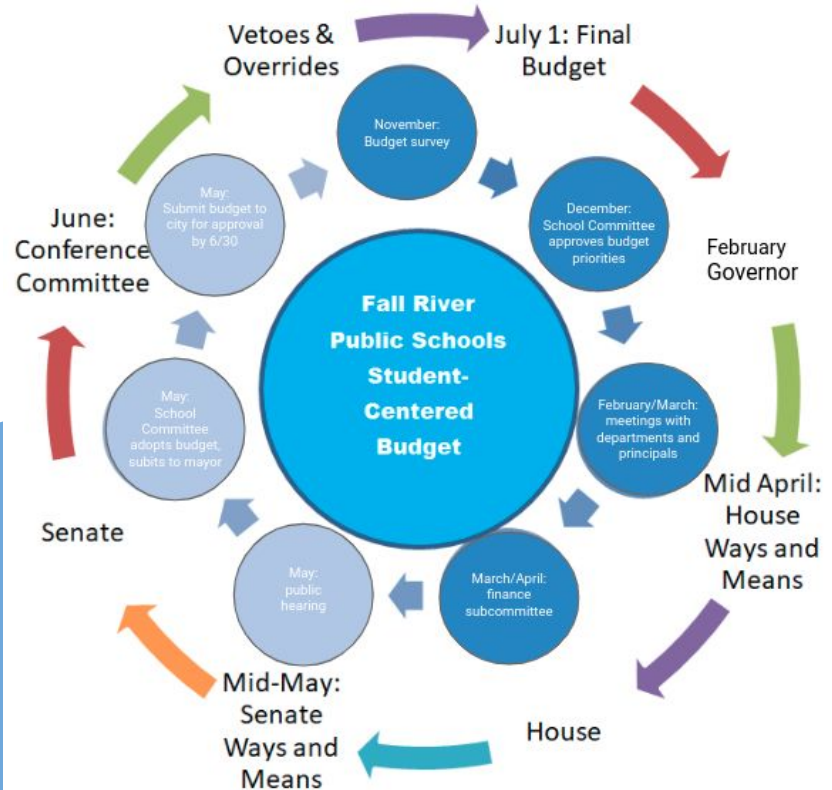 Vetoes &
Overrides
July 1: Final
Budget
February
Governor
Mid April:
House
Ways and
Means
House
Mid-May:
Senate
Ways and
Means
Senate
June:
Conference
Committee
November:
Budget survey
December:
School Committee
approves budget
priorities
February/March:
meetings with
departments and
principals
March/April:
finance
subcommittee
May:
public
hearing
May:
School
Committee
adopts budget,
subits to mayor
May:
Submit budget to
city for approval
by 6/30
Fall River
Public Schools
Student-
Centered
Budget